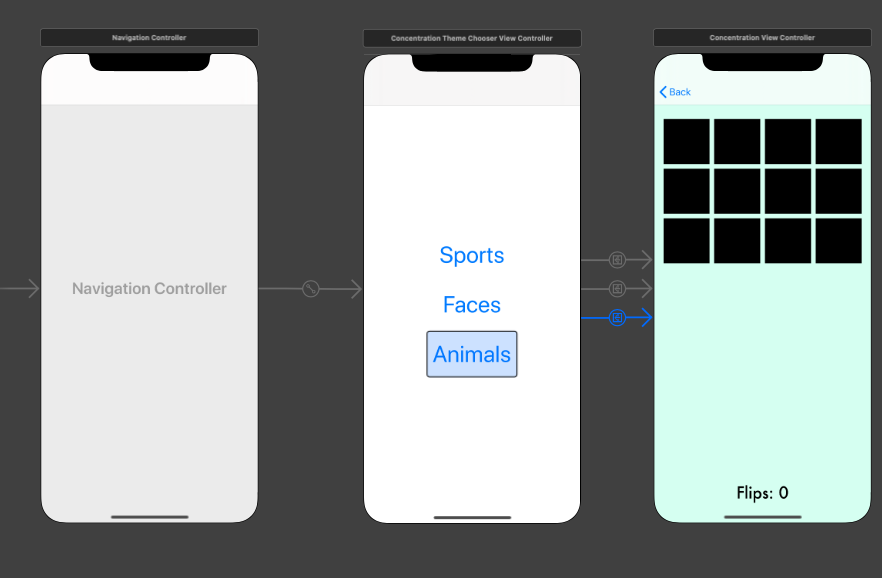 Navigation Controller
Concentration Theme Chooser View Controller
Concentration View Controller
Back
Navigation Controller
Sports
Faces
Animals
Flips: 0